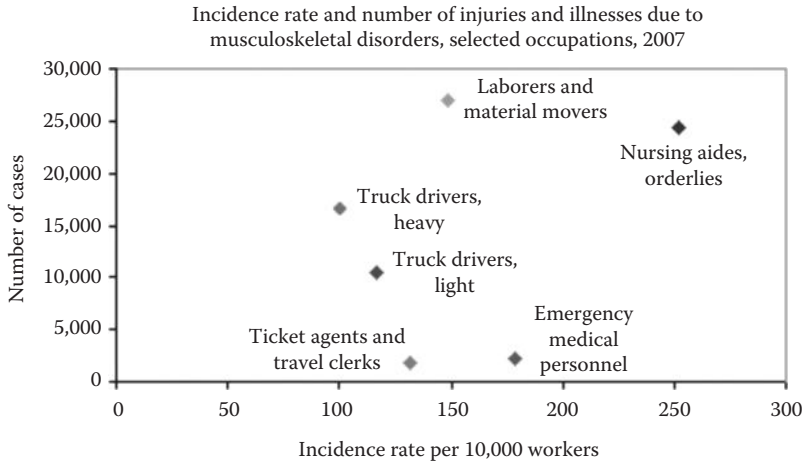 Incidence rate and number of injuries and illnesses due to
musculoskeletal disorders, selected occupations, 2007
30,000
25,000
20,000
15,000
10,000
5,000
0
Number of cases
Laborers and
material movers
Nursing aides,
orderlies
Truck drivers,
heavy
Truck drivers,
light
Ticket agents and
travel clerks
Emergency
medical
personnel
0 50 100 150 200 250 300
Incidence rate per 10,000 workers